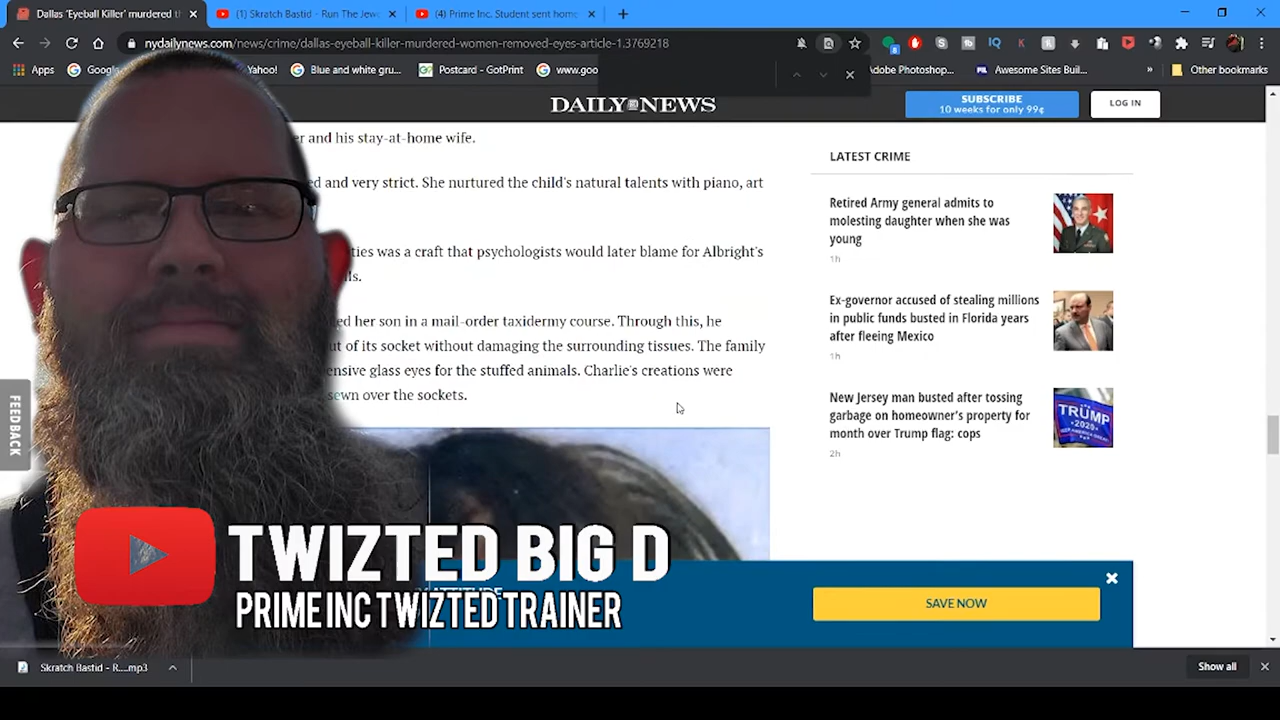 Dallas 'Eyeball Killer' murdered t
(1) Skratch Bastid - Run The Jew
(4) Prime Inc. Student sent home
nydailynews.com/news/crime/dallas-eyeball-killer-murdered-women-removed-eyes-article-1.3769218
Apps
Google
Yahoo!
Blue and white gru...
Postcard - GotPrint
www.goo
Adobe Photoshop...
Awesome Sites Buil...
»
Other bookmarks
DAILY NEWS
SUBSCRIBE
10 weeks for only 99¢
LOG IN
er and his stay-at-home wife.
ed and very strict. She nurtured the child's natural talents with piano, art
ties was a craft that psychologists would later blame for Albright's
ls.
ed her son in a mail-order taxidermy course. Through this, he
ut of its socket without damaging the surrounding tissues. The family
ensive glass eyes for the stuffed animals. Charlie's creations were
sewn over the sockets.
LATEST CRIME
Retired Army general admits to
molesting daughter when she was
young
1h
Ex-governor accused of stealing millions
in public funds busted in Florida years
after fleeing Mexico
1h
New Jersey man busted after tossing
garbage on homeowner's property for
month over Trump flag: cops
2h
TRUMP
2020
FEEDBACK
TWIZTED BIG D
PRIME INC TWIZTED TRAINER
SAVE NOW
Skratch Bastid - R....mp3
Show all